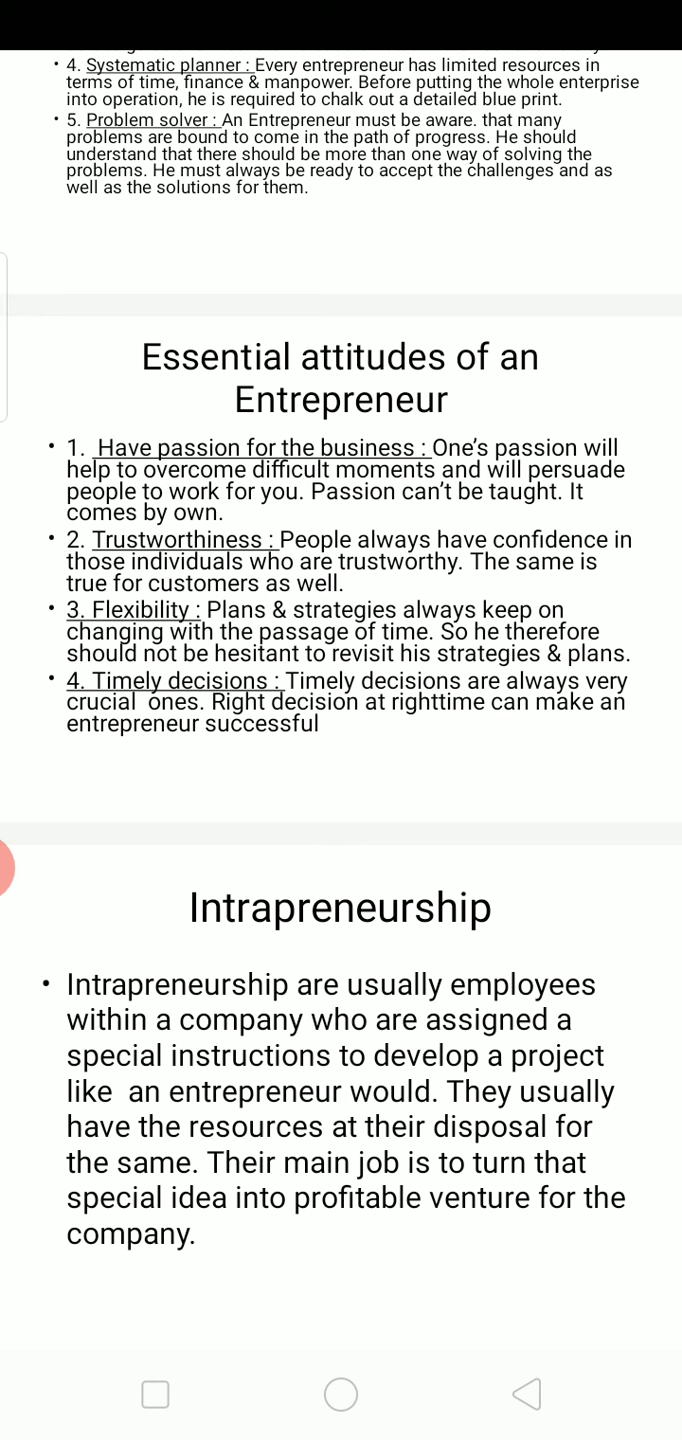 • 4. Systematic planner : Every entrepreneur has limited resources in
terms of time, finance & manpower. Before putting the whole enterprise
into operation, he is required to chalk out a detailed blue print.
• 5. Problem solver : An Entrepreneur must be aware. that many
problems are bound to come in the path of progress. He should
understand that there should be more than one way of solving the
problems. He must always be ready to accept the challenges and as
well as the solutions for them.
Essential attitudes of an
Entrepreneur
• 1. Have passion for the business : One’s passion will
help to overcome difficult moments and will persuade
people to work for you. Passion can’t be taught. It
comes by own.
• 2. Trustworthiness : People always have confidence in
those individuals who are trustworthy. The same is
true for customers as well.
• 3. Flexibility : Plans & strategies always keep on
changing with the passage of time. So he therefore
should not be hesitant to revisit his strategies & plans.
• 4. Timely decisions : Timely decisions are always very
crucial  ones. Right decision at righttime can make an
entrepreneur successful
Intrapreneurship
• Intrapreneurship are usually employees
within a company who are assigned a
special instructions to develop a project
like  an entrepreneur would. They usually
have the resources at their disposal for
the same. Their main job is to turn that
special idea into profitable venture for the
company.